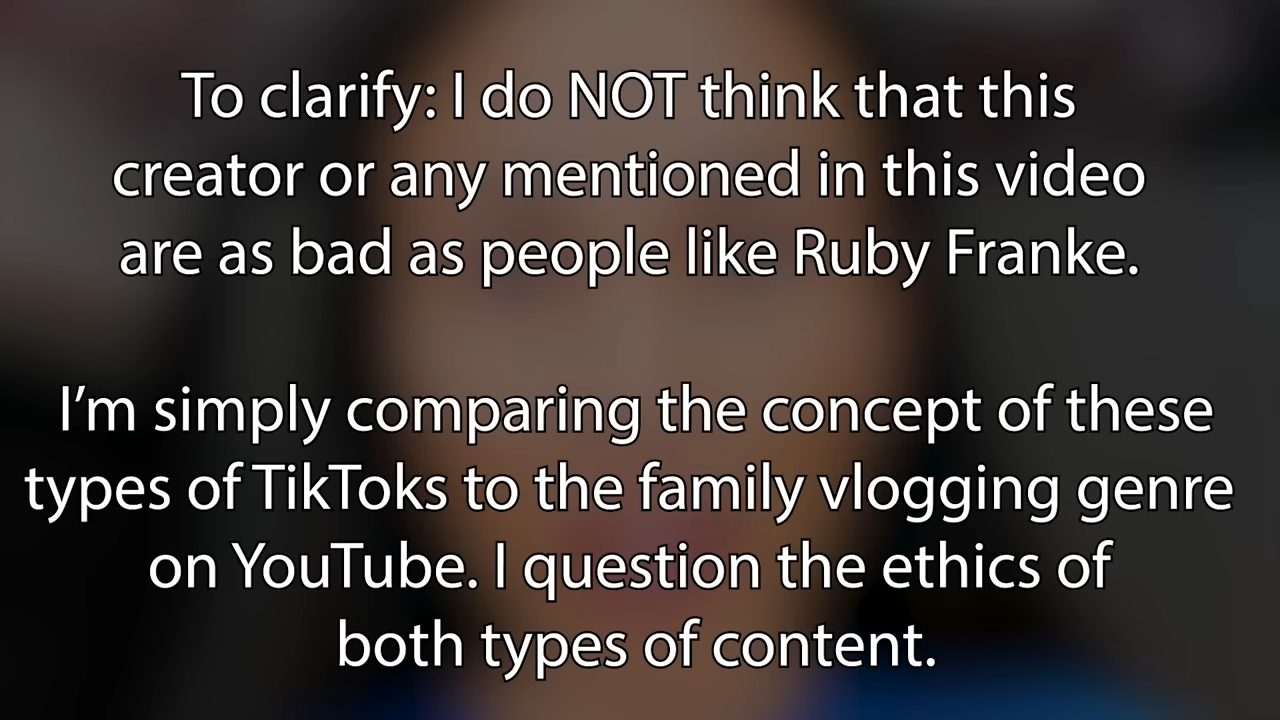 To clarify: I do NOT think that this
creator or any mentioned in this video
are as bad as people like Ruby Franke.
I’m simply comparing the concept of these
types of TikToks to the family vlogging genre
on YouTube. I question the ethics of
both types of content.